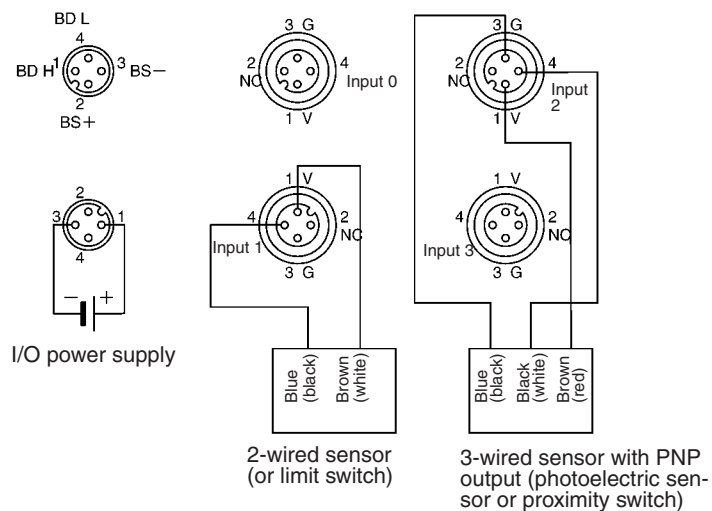 BD L
4
BD H 1
3 BS−
2
BS+
3 G
2
NC
4
Input 0
1 V
3 G
2
NC
4
Input
2
1 V
2
3
1
4
− +
I/O power supply
1 V
4
2
NC
Input 1
3 G
1 V
4
2
NC
Input 3
3 G
Blue
(black)
Brown
(white)
2-wired sensor
(or limit switch)
Blue
(black)
Black
(white)
Brown
(red)
3-wired sensor with PNP
output (photoelectric sen-
sor or proximity switch)